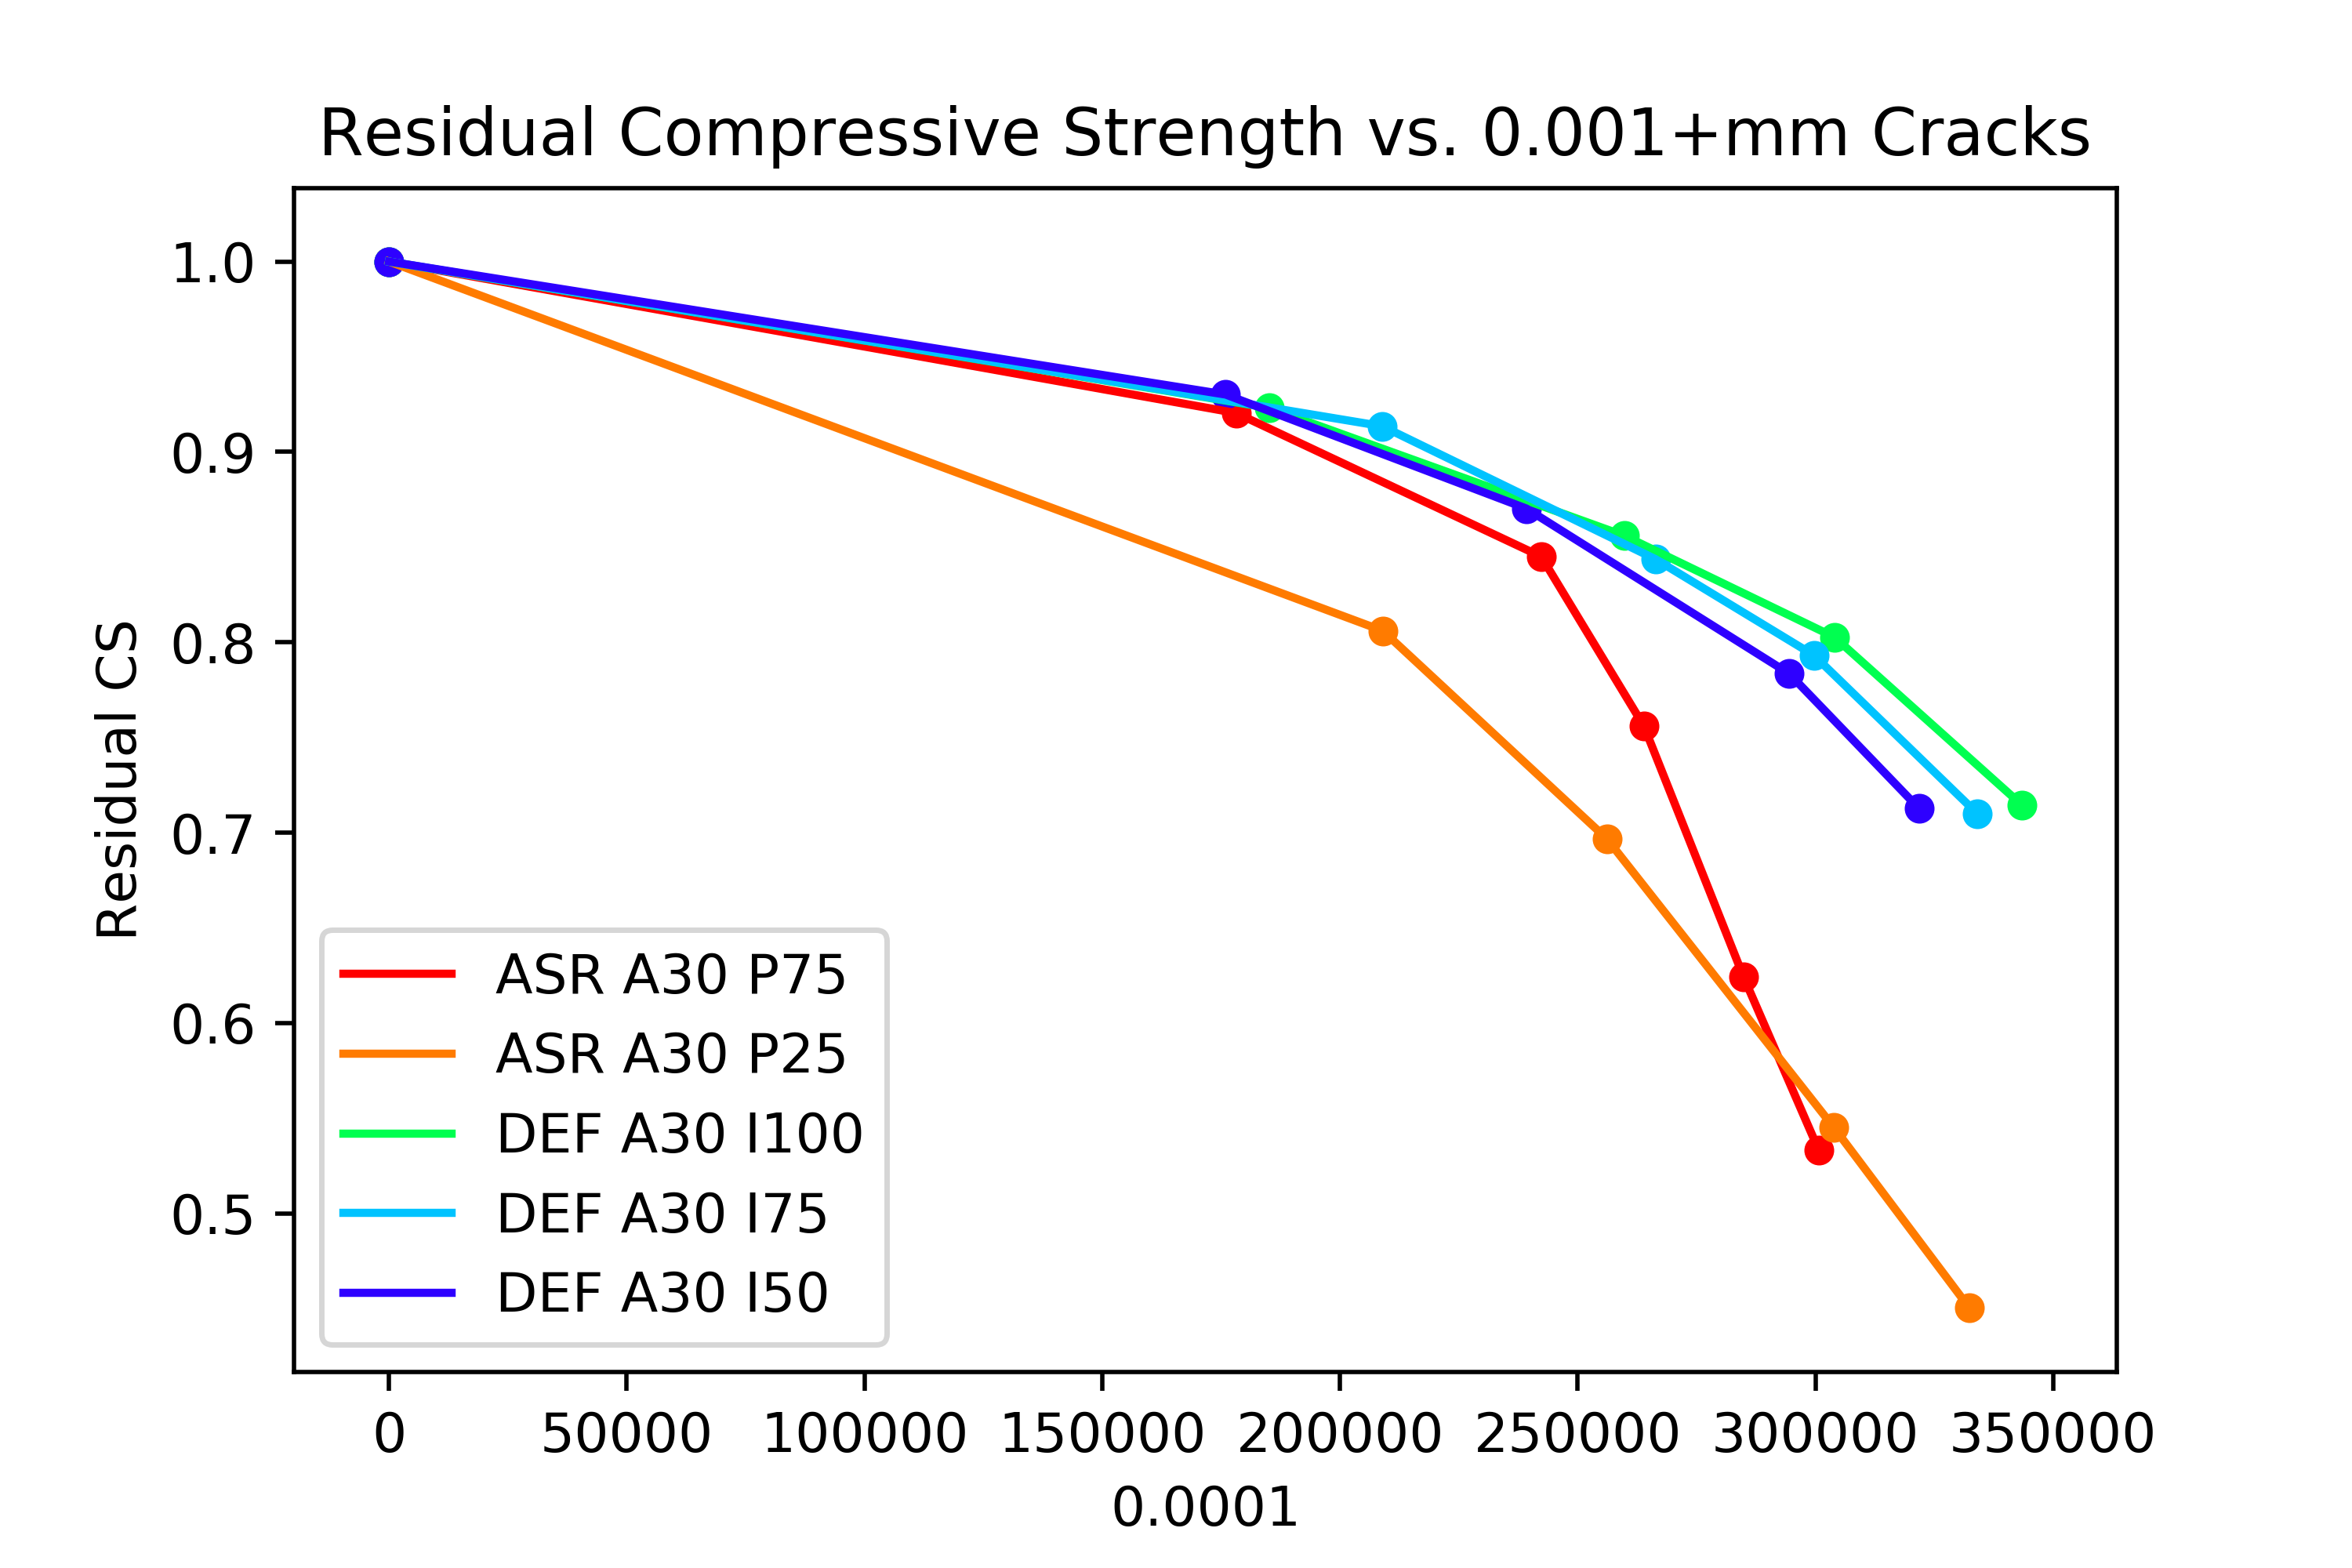 Residual Compressive Strength vs. 0.001+mm Cracks
Residual CS
1.0
0.9
0.8
0.7
0.6
0.5
ASR A30 P75
ASR A30 P25
DEF A30 I100
DEF A30 I75
DEF A30 I50
0 50000 100000 150000 200000 250000 300000 350000
0.0001